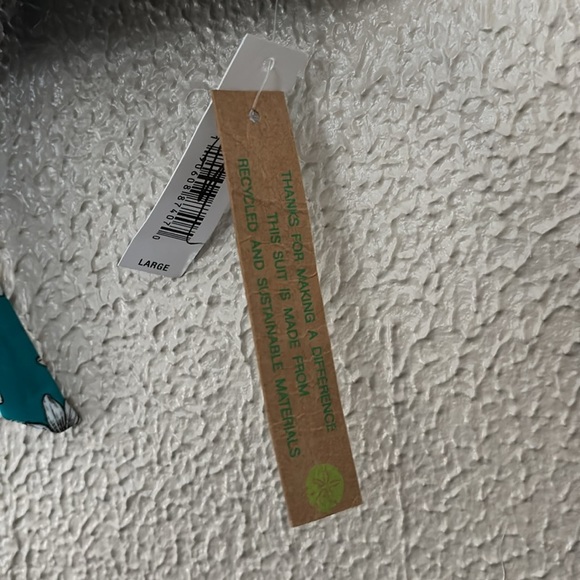 THANKS FOR MAKING A DIFFERENCE
THIS SUIT IS MADE FROM
RECYCLED AND SUSTAINABLE MATERIALS
LARGE